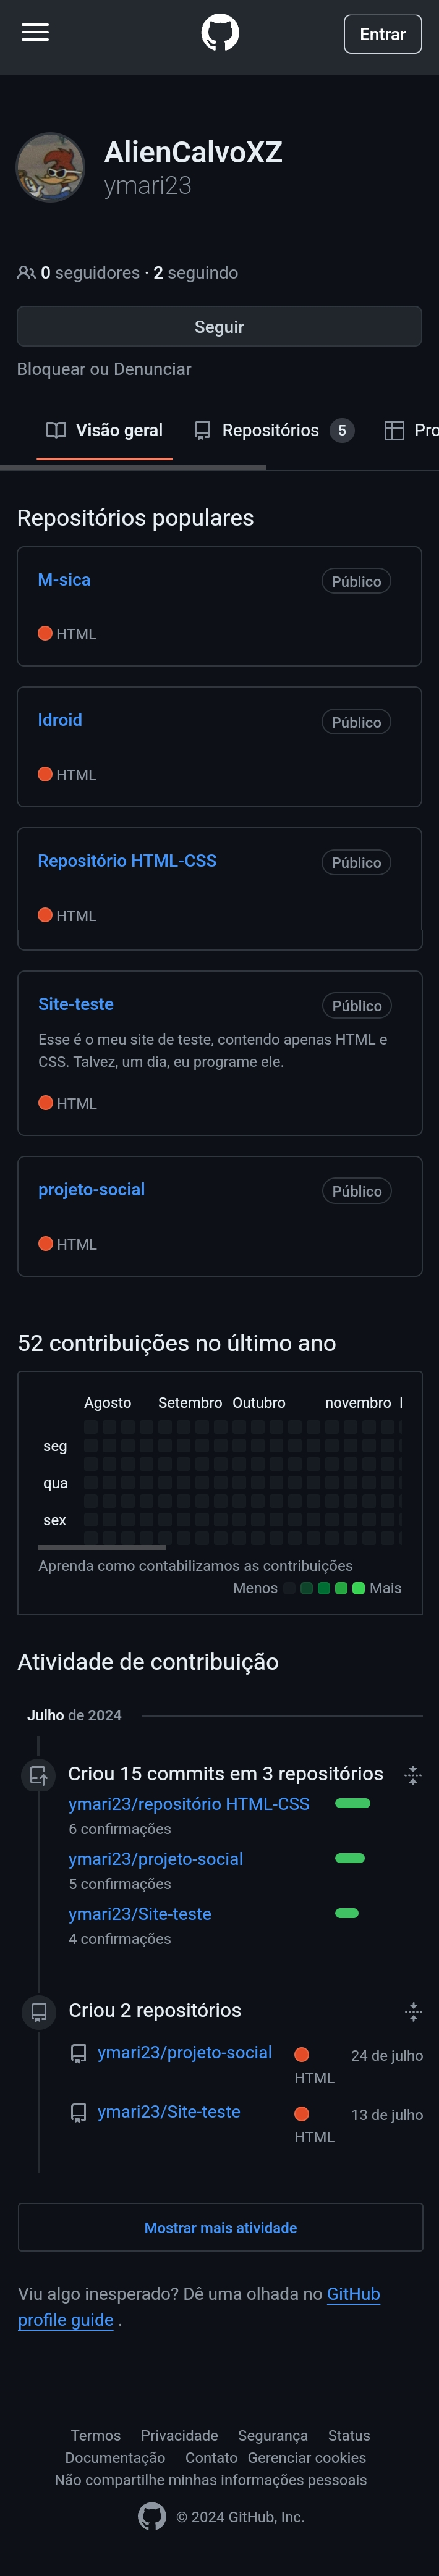 Entrar
AlienCalvoXZ
ymari23
0 seguidores · 2 seguindo
Seguir
Bloquear ou Denunciar
Visão geral Repositórios 5 Pro
Repositórios populares
M-sica Público
HTML
Idroid Público
HTML
Repositório HTML-CSS Público
HTML
Site-teste Público
Esse é o meu site de teste, contendo apenas HTML e
CSS. Talvez, um dia, eu programe ele.
HTML
projeto-social Público
HTML
52 contribuições no último ano
Agosto Setembro Outubro novembro
seg
qua
sex
Aprenda como contabilizamos as contribuições
Menos Mais
Atividade de contribuição
Julho de 2024
Criou 15 commits em 3 repositórios
ymari23/repositório HTML-CSS
6 confirmações
ymari23/projeto-social
5 confirmações
ymari23/Site-teste
4 confirmações
Criou 2 repositórios
ymari23/projeto-social 24 de julho
HTML
ymari23/Site-teste 13 de julho
HTML
Mostrar mais atividade
Viu algo inesperado? Dê uma olhada no GitHub
profile guide .
Termos Privacidade Segurança Status
Documentação Contato Gerenciar cookies
Não compartilhe minhas informações pessoais
© 2024 GitHub, Inc.